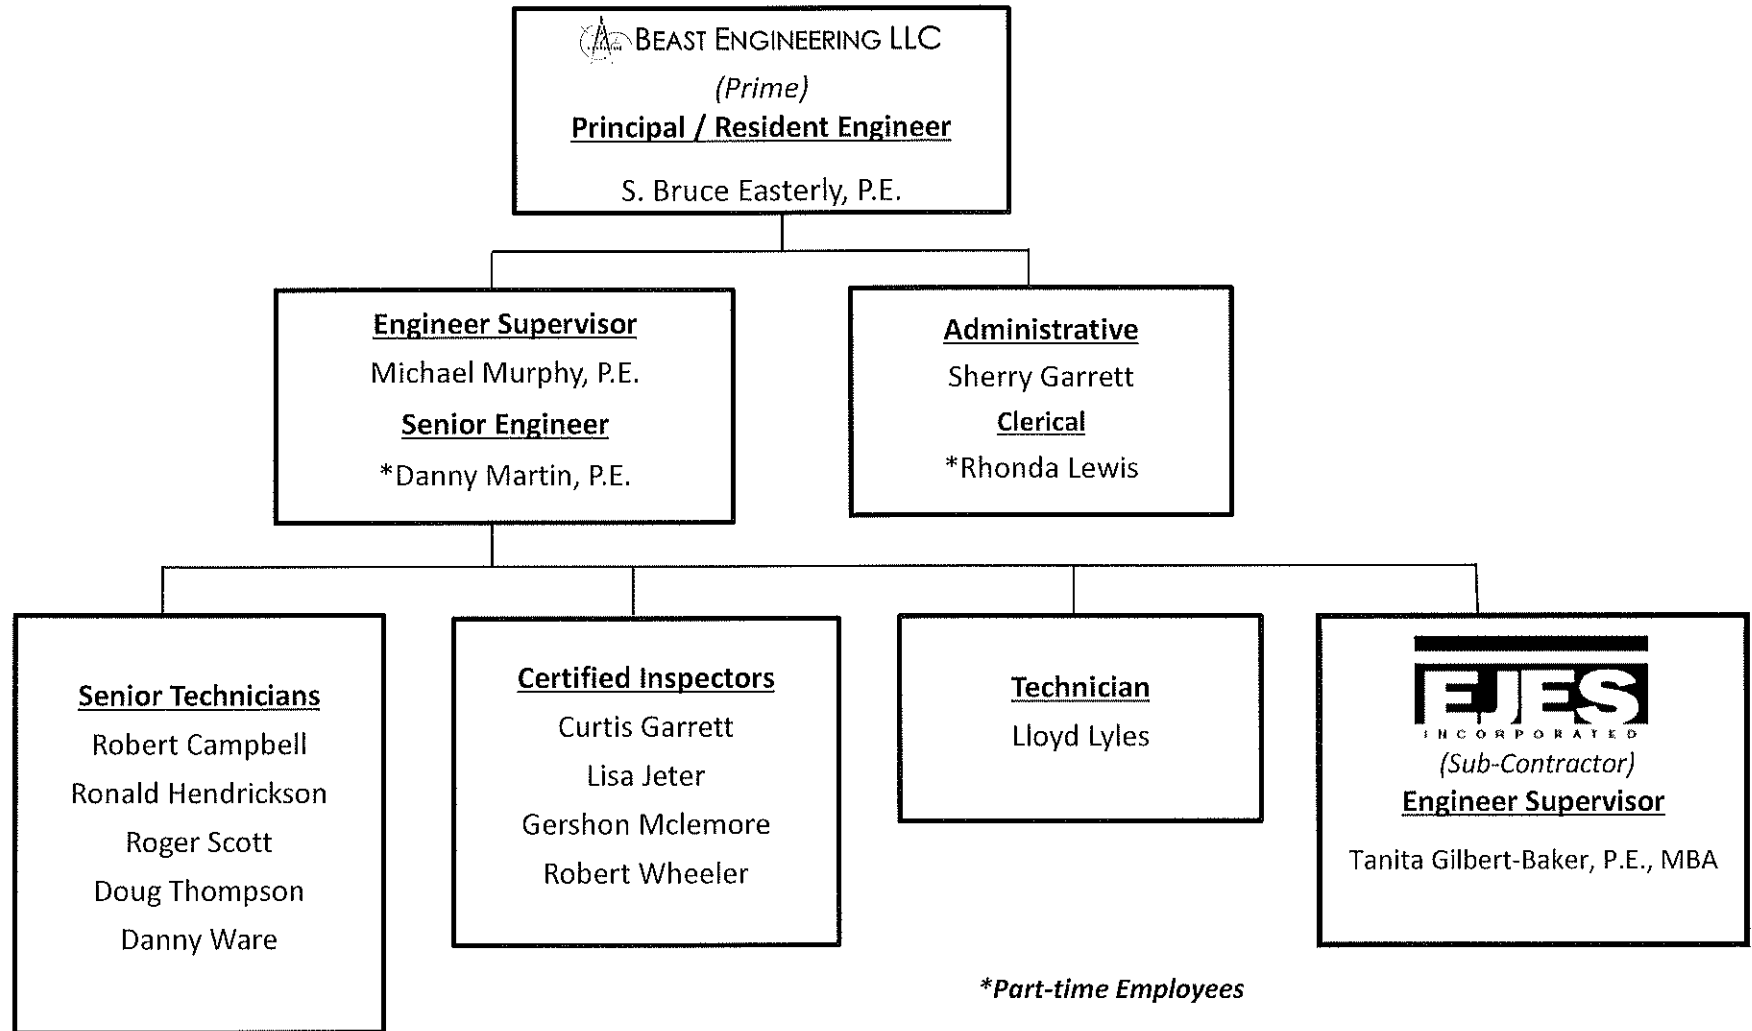 BEAST ENGINEERING LLC
(Prime)
Principal / Resident Engineer
S. Bruce Easterly, P.E.
Engineer Supervisor
Michael Murphy, P.E.
Senior Engineer
*Danny Martin, P.E.
Administrative
Sherry Garrett
Clerical
*Rhonda Lewis
Senior Technicians
Robert Campbell
Ronald Hendrickson
Roger Scott
Doug Thompson
Danny Ware
Certified Inspectors
Curtis Garrett
Lisa Jeter
Gershon Mclemore
Robert Wheeler
Technician
Lloyd Lyles
EJES
INCORPORATED
(Sub-Contractor)
Engineer Supervisor
Tanita Gilbert-Baker, P.E., MBA
*Part-time Employees